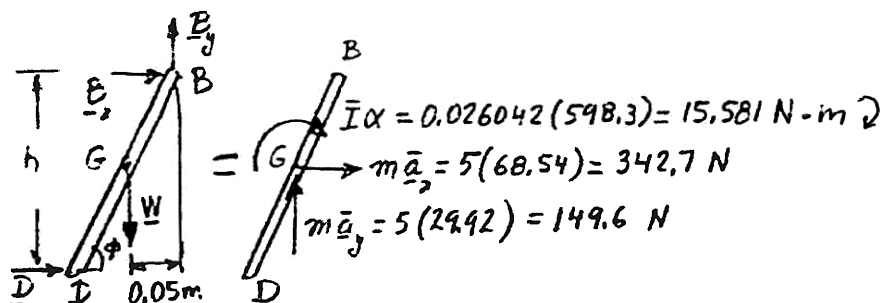 B_y
B
B_x
B
h
G
W
Φ
D
D
0.05m.
=
B
Īα = 0.026042(598.3) = 15.581 N·m ↻
G
mā_x = 5(68.54) = 342.7 N
mā_y = 5(29.92) = 149.6 N
D